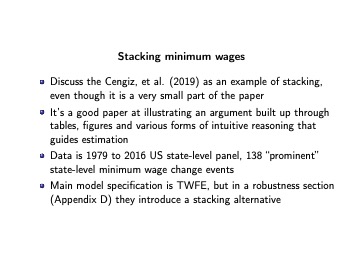 Stacking minimum wages
Discuss the Cengiz, et al. (2019) as an example of stacking,
even though it is a very small part of the paper
It's a good paper at illustrating an argument built up through
tables, figures and various forms of intuitive reasoning that
guides estimation
Data is 1979 to 2016 US state-level panel, 138 "prominent"
state-level minimum wage change events
Main model specification is TWFE, but in a robustness section
(Appendix D) they introduce a stacking alternative